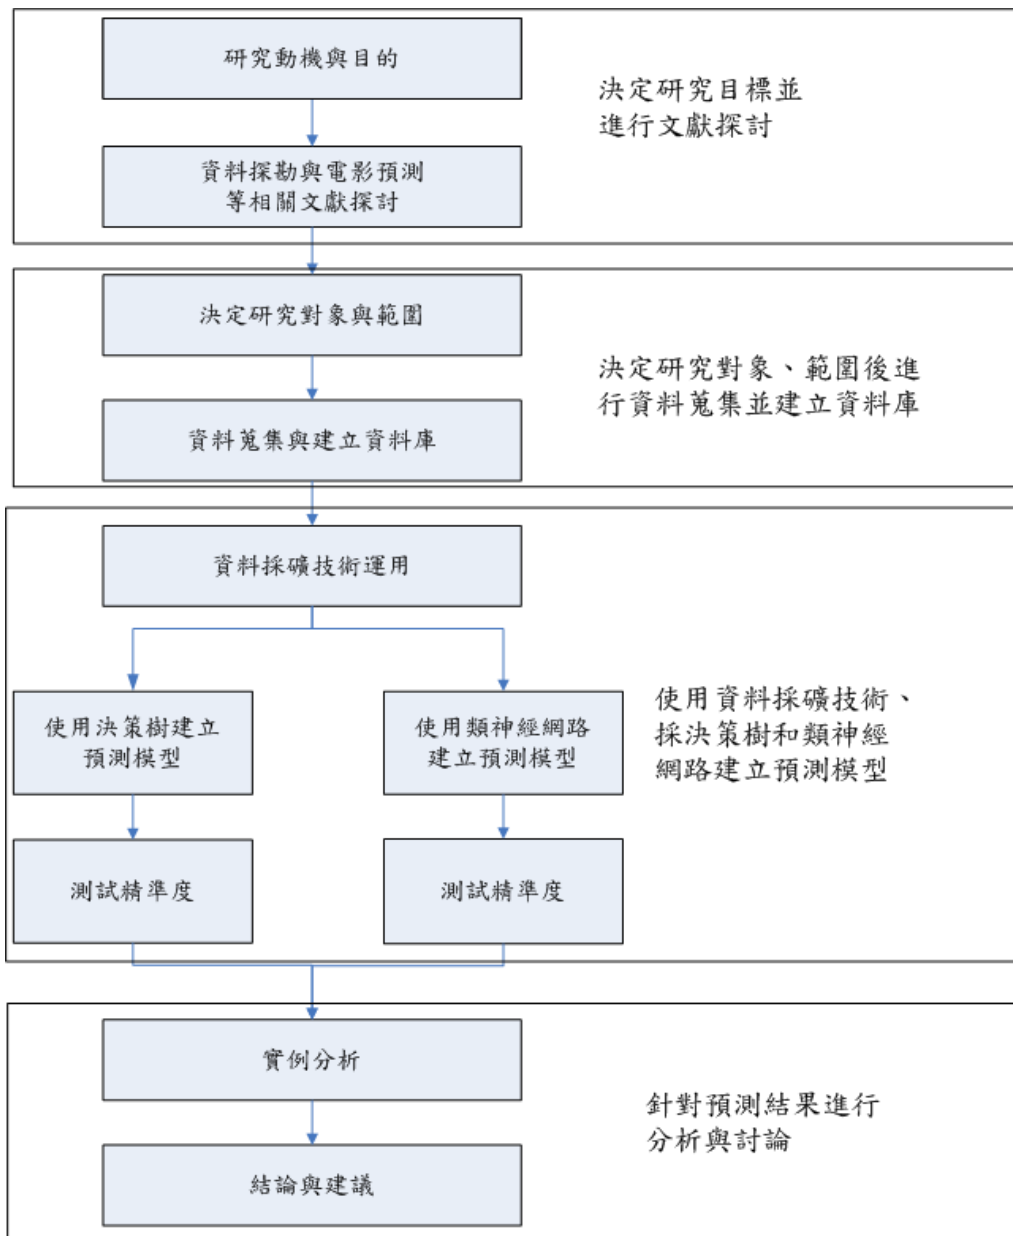 研究動機與目的
決定研究目標並
進行文獻探討
資料探勘與電影預測
等相關文獻探討
決定研究對象與範圍
決定研究對象、範圍後進
行資料蒐集並建立資料庫
資料蒐集與建立資料庫
資料採礦技術運用
使用決策樹建立
預測模型
使用類神經網路
建立預測模型
使用資料採礦技術、
採決策樹和類神經
網路建立預測模型
測試精準度
測試精準度
實例分析
針對預測結果進行
分析與討論
結論與建議